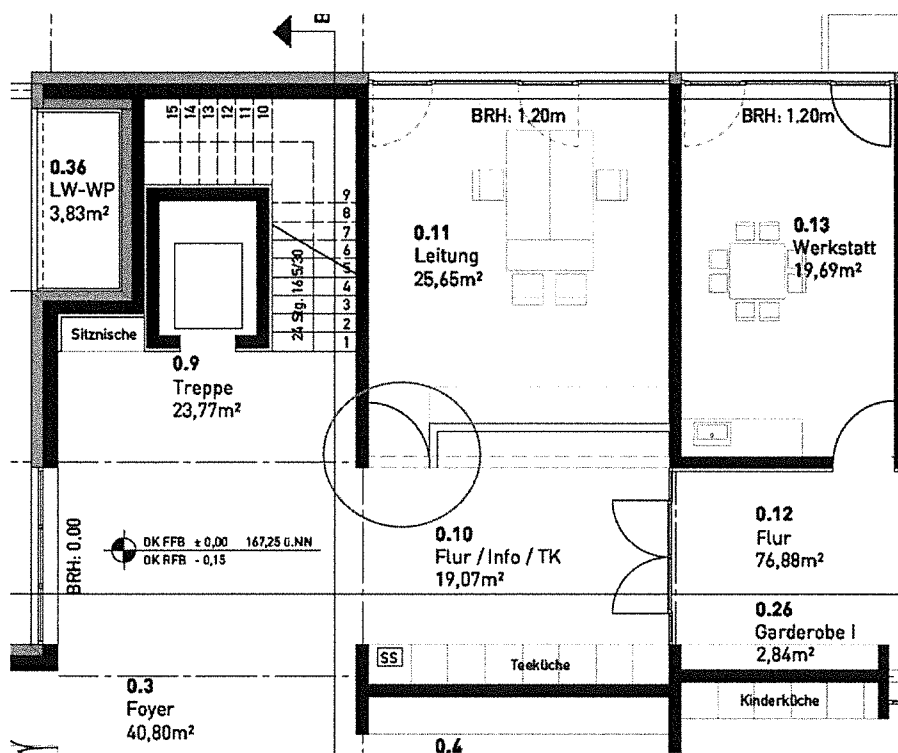 B
15
14
13
12
11
10
BRH: 1,20m
BRH: 1,20m
0.36
LW-WP
3,83m²
9
8
7
6
5
4
3
2
1
24 Stg. 16,5/30
0.11
Leitung
25,65m²
0.13
Werkstatt
19,69m²
Sitznische
0.9
Treppe
23,77m²
BRH: 0.00
OK FFB ± 0,00 167,25 ü.NN
OK RFB - 0,15
0.10
Flur / Info / TK
19,07m²
0.12
Flur
76,88m²
0.26
Garderobe I
2,84m²
SS
Teeküche
Kinderküche
0.3
Foyer
40,80m²
0.4